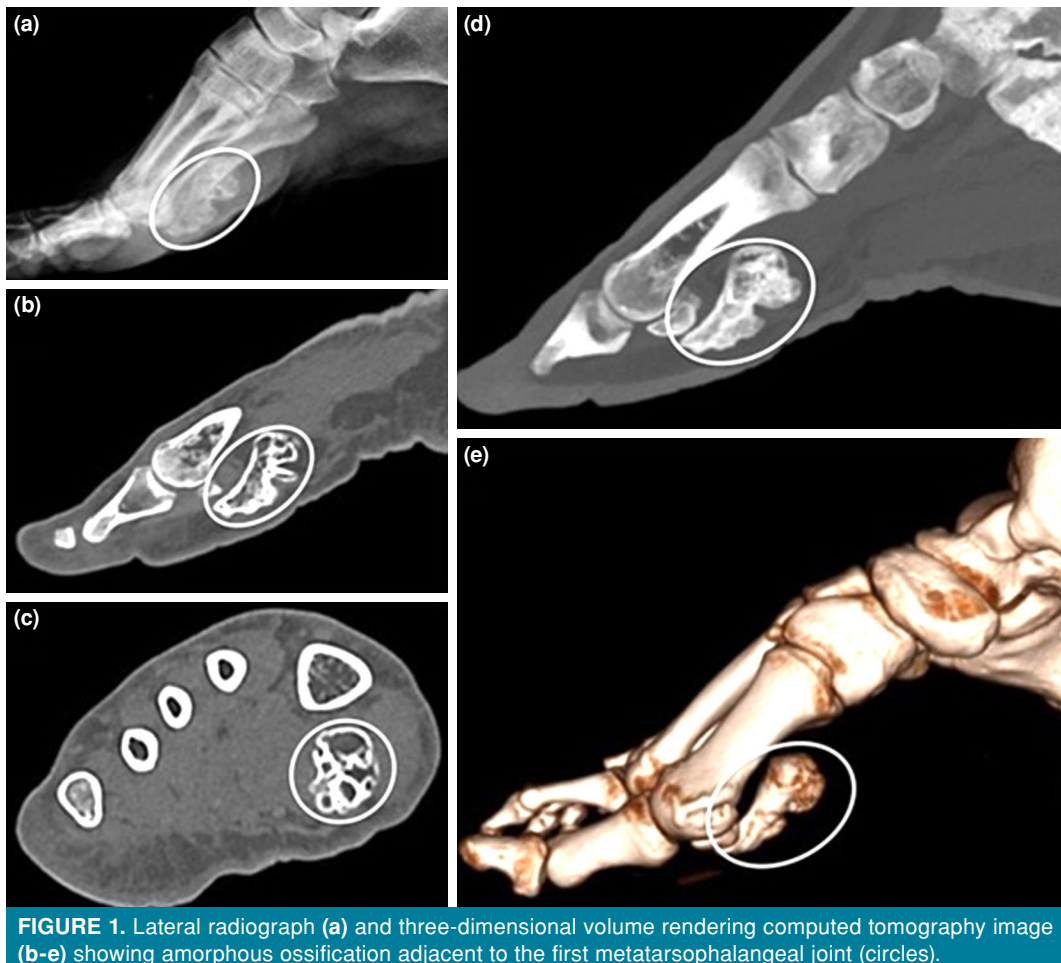 (a)
(b)
(c)
(d)
(e)
FIGURE 1. Lateral radiograph (a) and three-dimensional volume rendering computed tomography image
(b-e) showing amorphous ossification adjacent to the first metatarsophalangeal joint (circles).